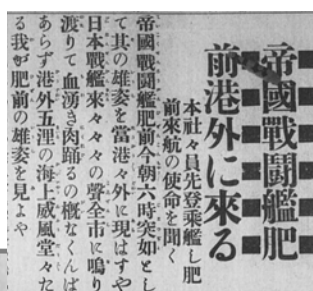 帝國戰鬪艦肥
前港外に來る
本社々員先登乘艦し肥
前來航の使命を聞く
帝國戰鬪艦肥前今朝六時突如とし
て其の雄姿を當港々外に現はすや
日本戰艦來々々々の聲全市に鳴り
渡りて血湧き肉踊るの概なくんば
あらず港外五浬の海上威風堂々た
る我が肥前の雄姿を見よや